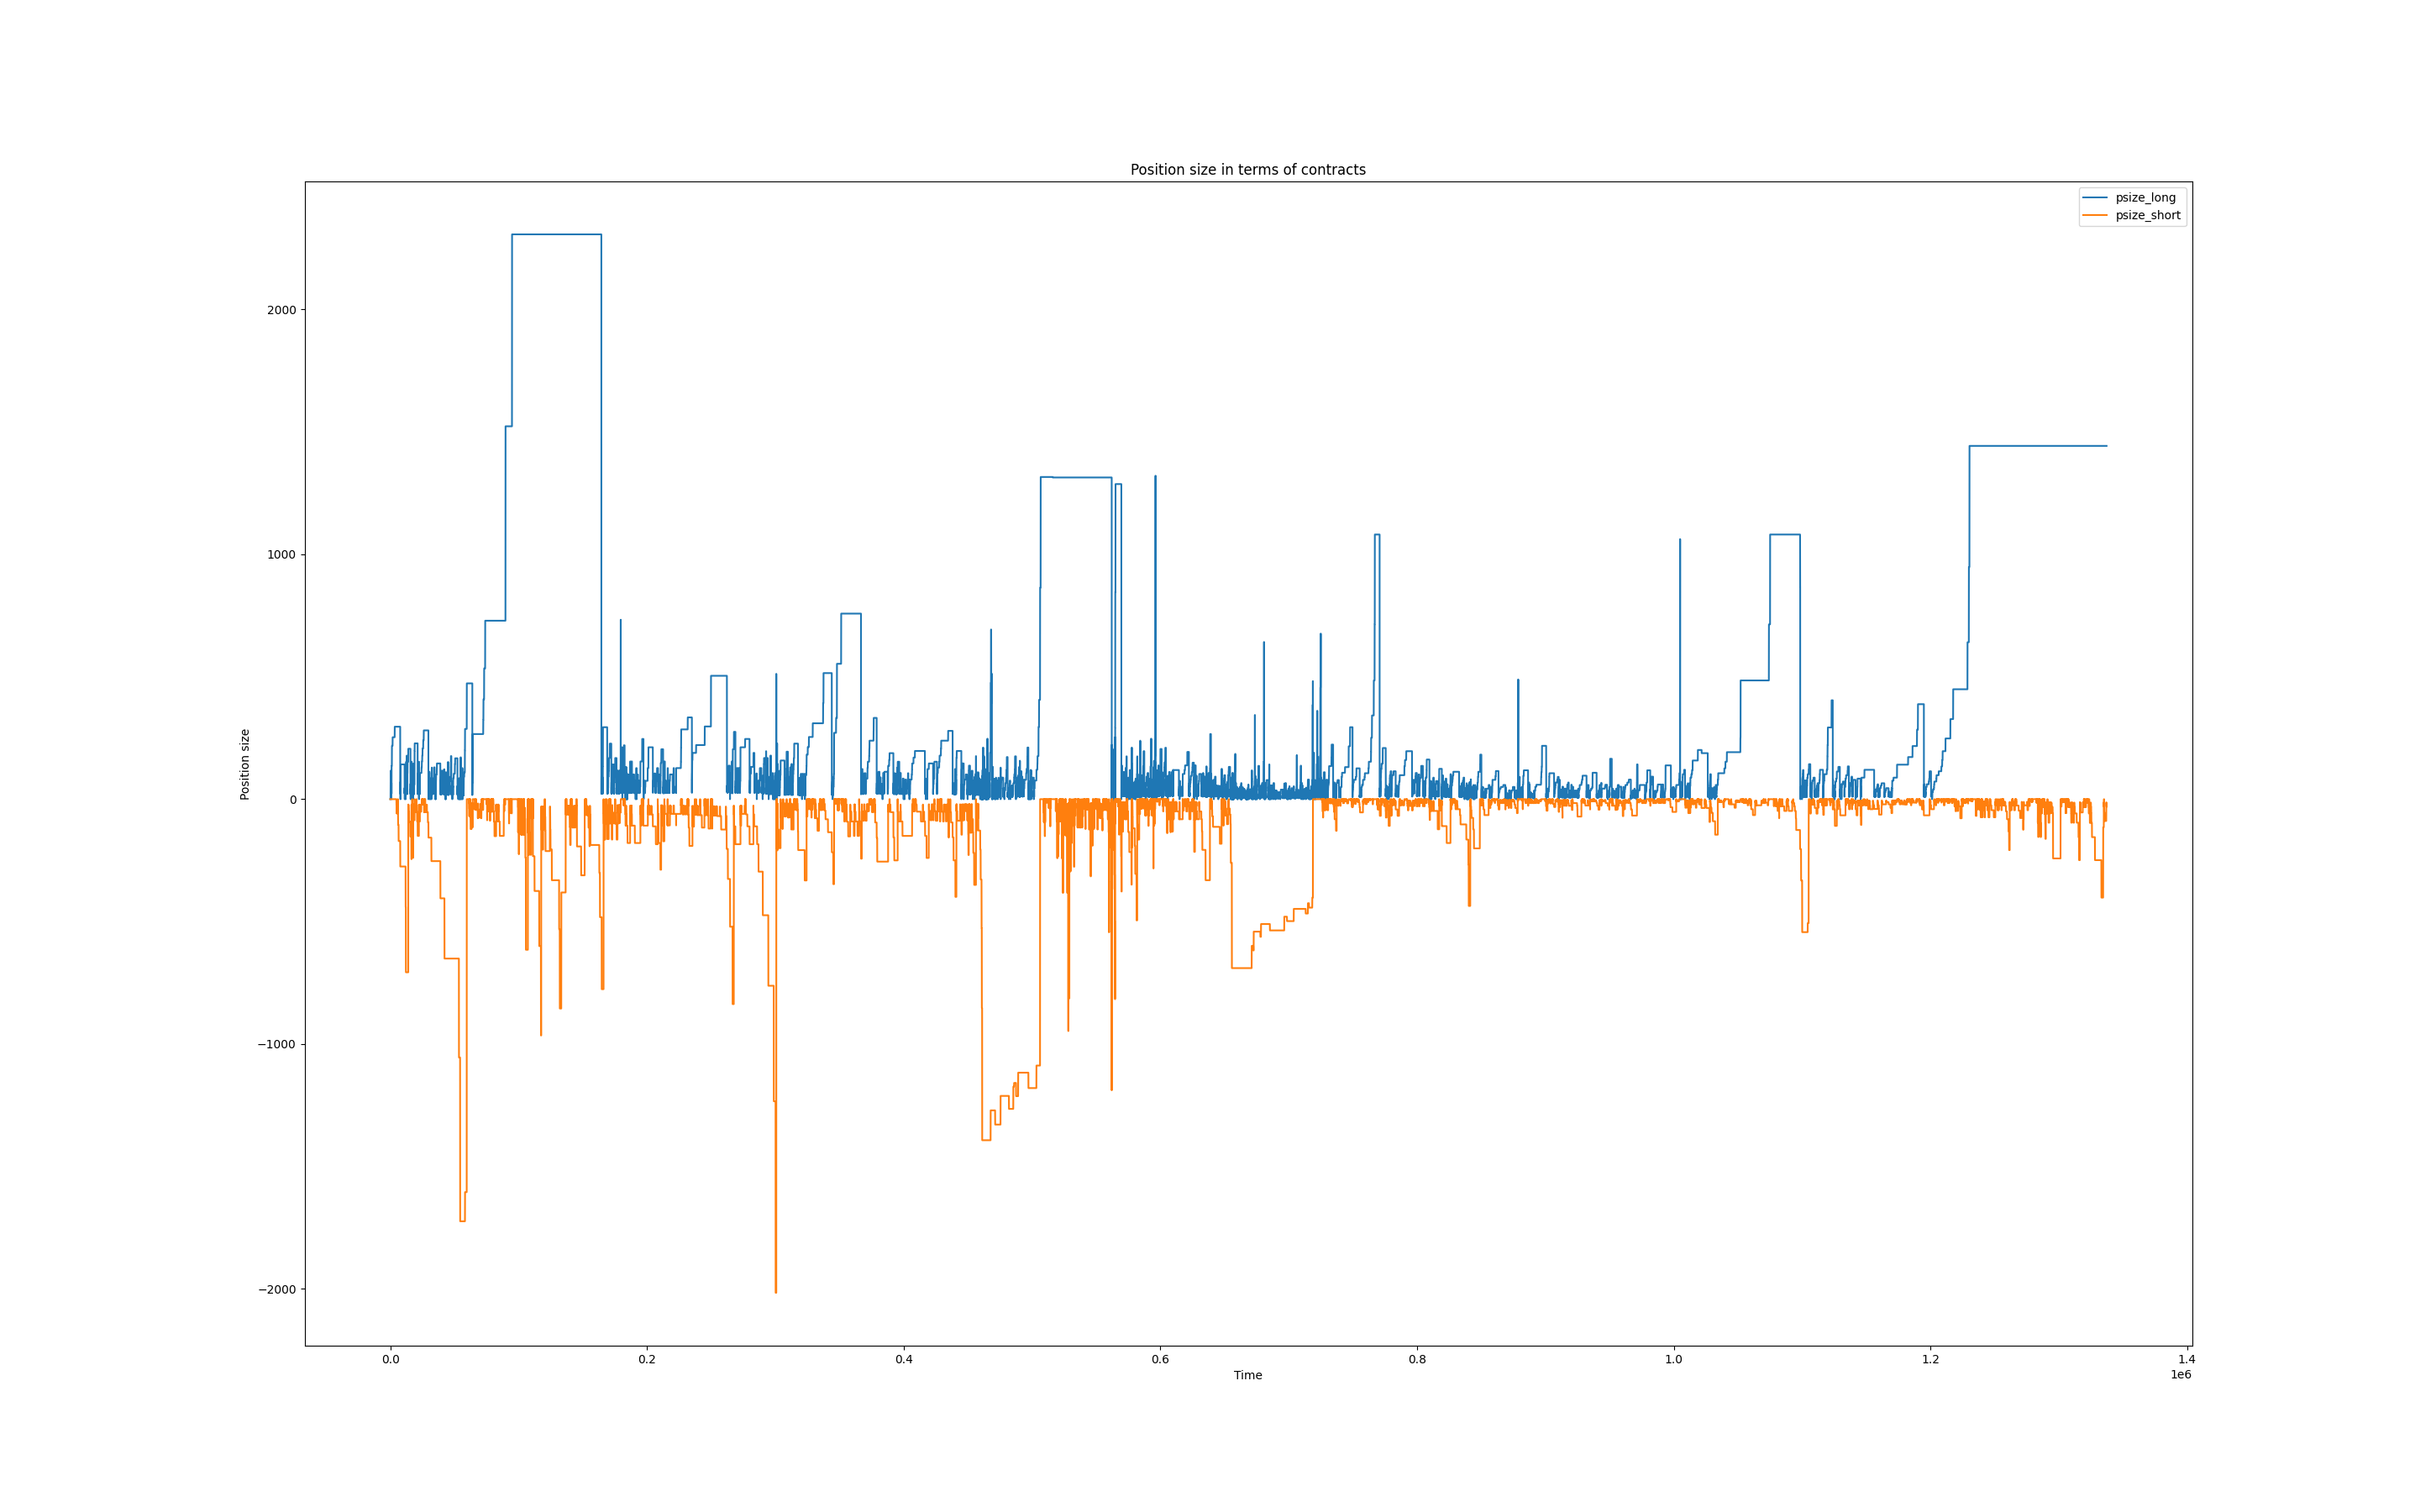 Position size in terms of contracts
psize_long
psize_short
2000
1000
0
−1000
−2000
Position size
0.0
0.2
0.4
0.6
0.8
1.0
1.2
1.4
Time
1e6